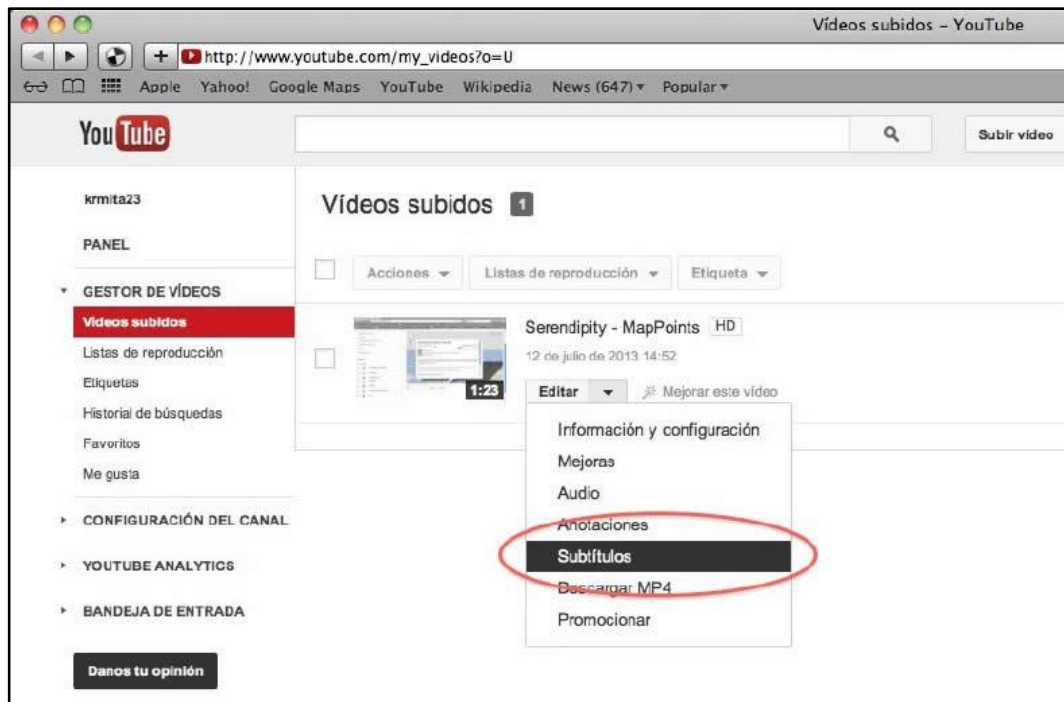 Vídeos subidos – YouTube
http://www.youtube.com/my_videos?o=U
Apple Yahoo! Google Maps YouTube Wikipedia News (647) Popular
YouTube
Subir vídeo
krmita23
PANEL
GESTOR DE VÍDEOS
Vídeos subidos
Listas de reproducción
Etiquetas
Historial de búsquedas
Favoritos
Me gusta
CONFIGURACIÓN DEL CANAL
YOUTUBE ANALYTICS
BANDEJA DE ENTRADA
Danos tu opinión
Vídeos subidos 1
Acciones Listas de reproducción Etiqueta
Serendipity - MapPoints HD
12 de julio de 2013 14:52
1:23
Editar Mejorar este vídeo
Información y configuración
Mejoras
Audio
Anotaciones
Subtítulos
Descargar MP4
Promocionar